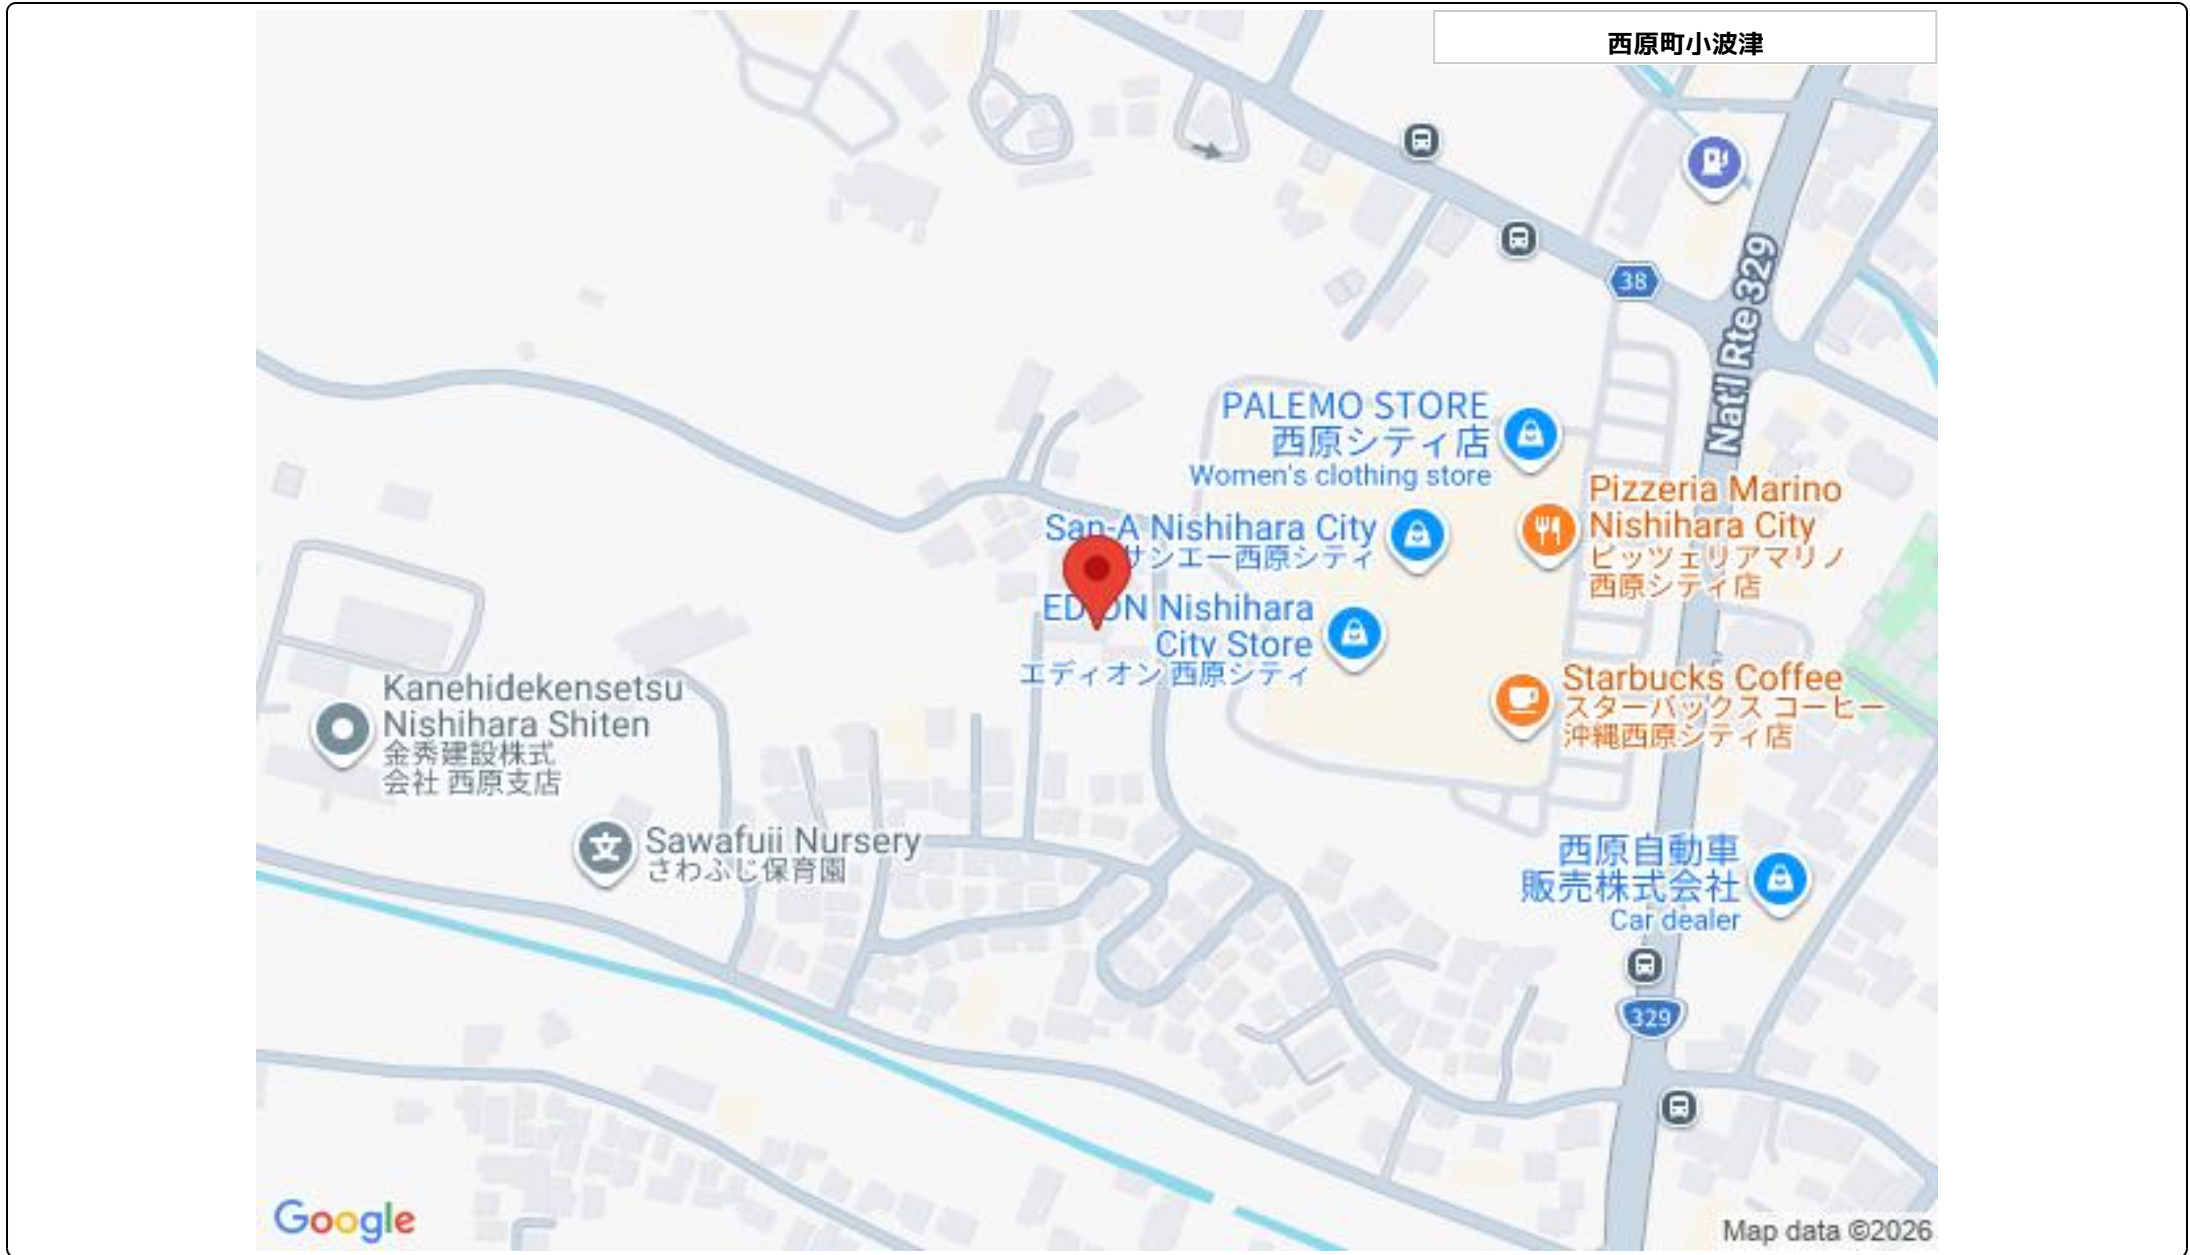 西原町小波津
38
Nat'l Rte 329
PALEMO STORE
西原シティ店
Women's clothing store
Pizzeria Marino
Nishihara City
ピッツェリアマリノ
西原シティ店
San-A Nishihara City
サンエー西原シティ
EDION Nishihara
City Store
エディオン 西原シティ
Starbucks Coffee
スターバックス コーヒー
沖縄西原シティ店
Kanehidekensetsu
Nishihara Shiten
金秀建設株式
会社 西原支店
文
Sawafuji Nursery
さわふじ保育園
西原自動車
販売株式会社
Car dealer
329
Google
Map data ©2026